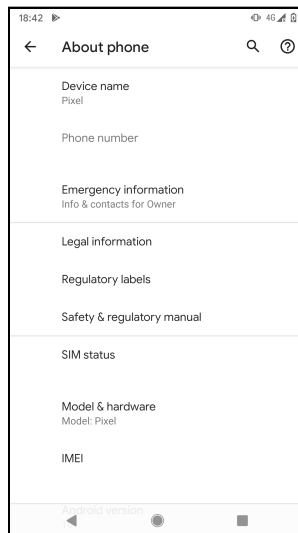 18:42
4G
About phone
Device name
Pixel
Phone number
Emergency information
Info & contacts for Owner
Legal information
Regulatory labels
Safety & regulatory manual
SIM status
Model & hardware
Model: Pixel
IMEI
Android version